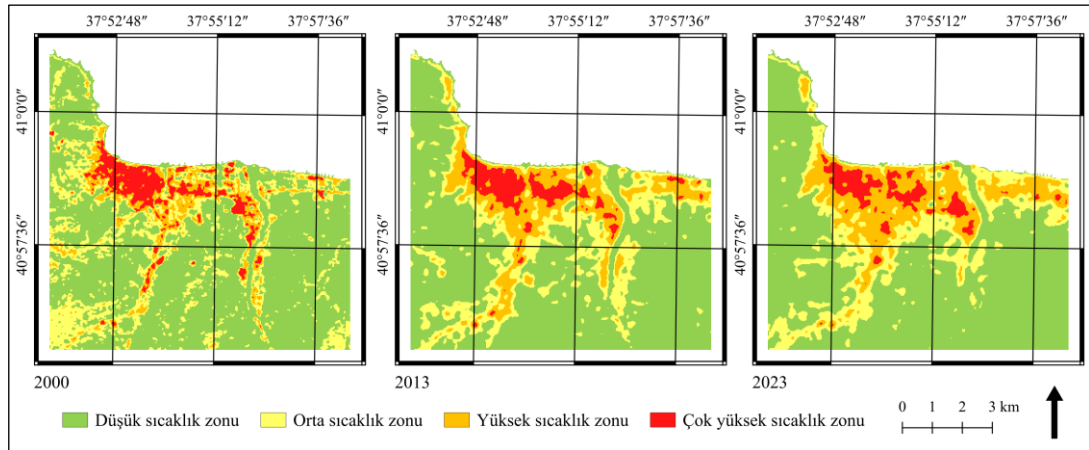 37°52′48″ 37°55′12″ 37°57′36″ 37°52′48″ 37°55′12″ 37°57′36″ 37°52′48″ 37°55′12″ 37°57′36″
41°0′0″ 41°0′0″ 41°0′0″
40°57′36″ 40°57′36″ 40°57′36″
2000 2013 2023
Düşük sıcaklık zonu Orta sıcaklık zonu Yüksek sıcaklık zonu Çok yüksek sıcaklık zonu
0 1 2 3 km